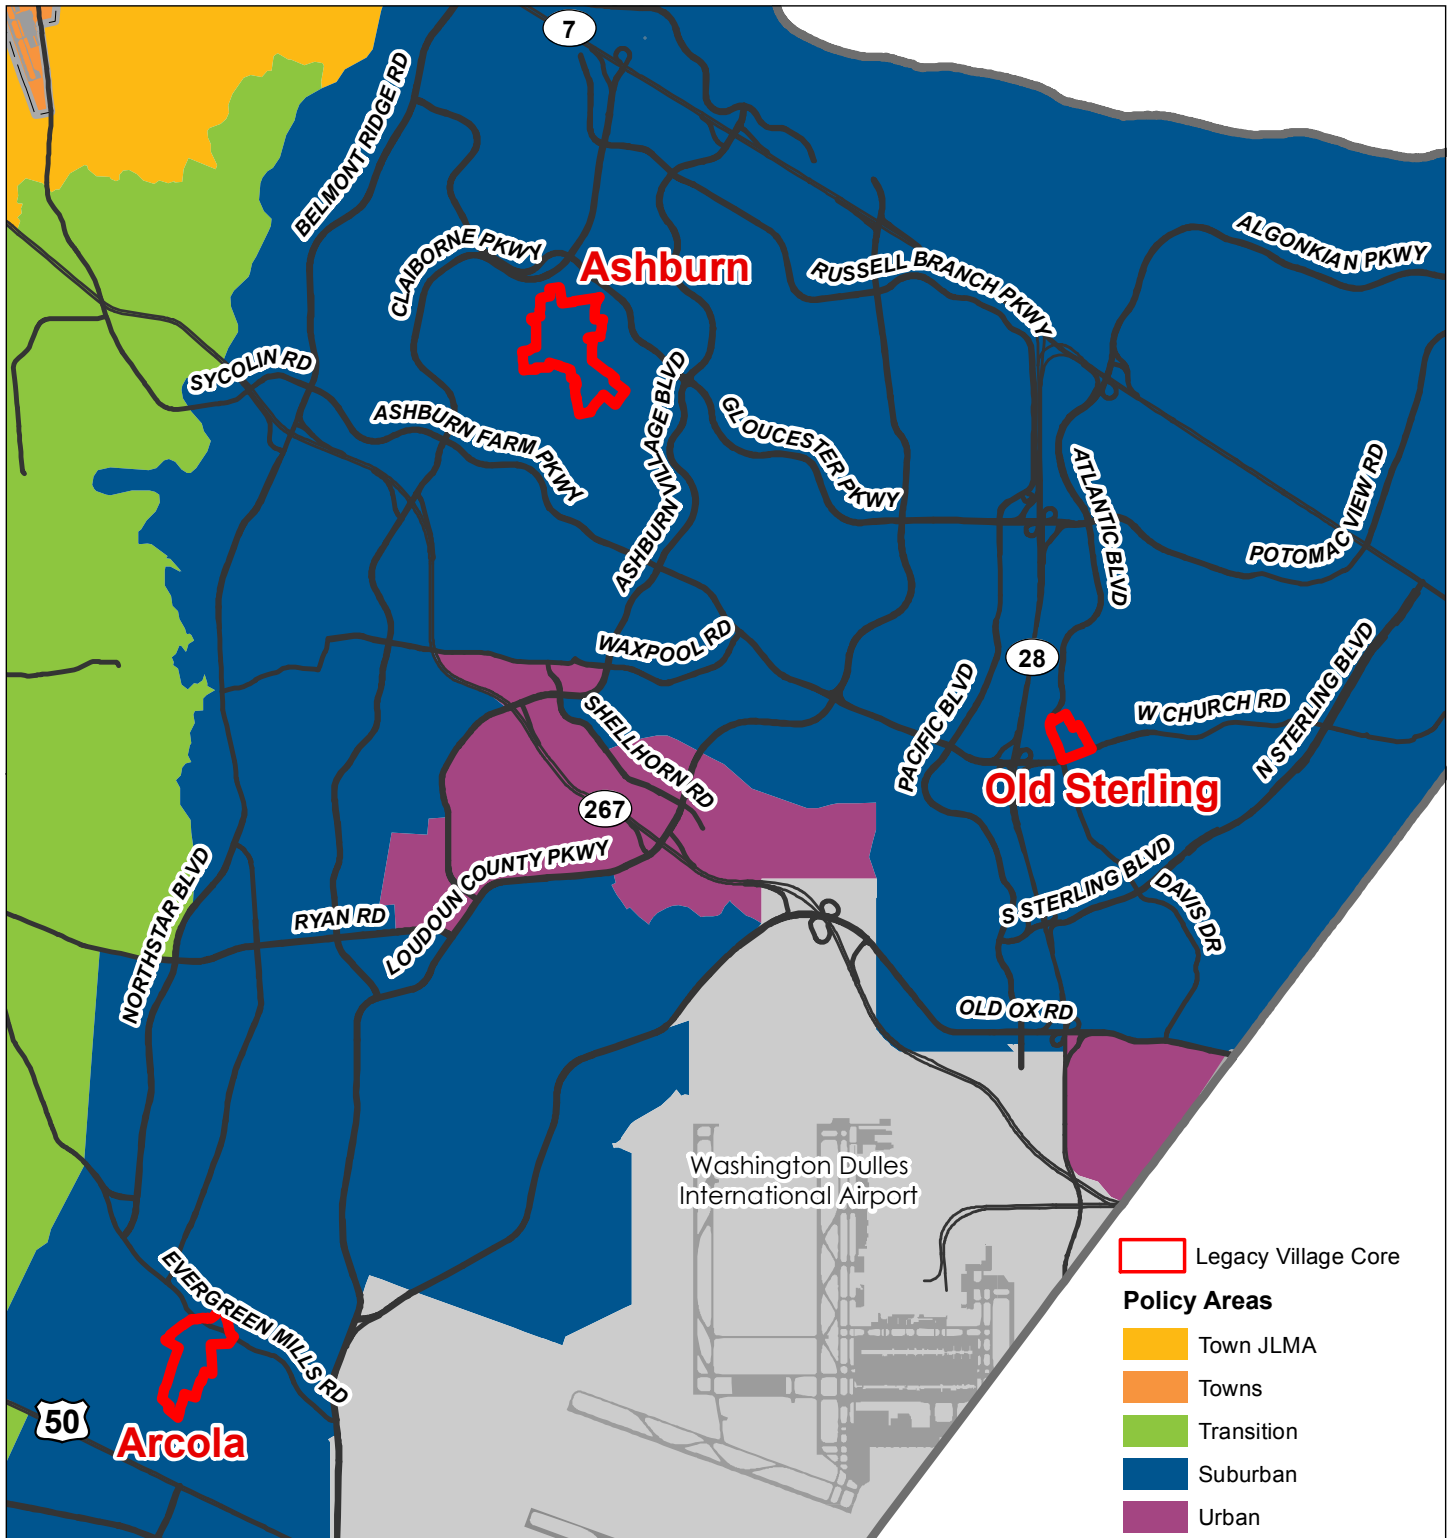 7
BELMONT RIDGE RD
ALGONKIAN PKWY
CLAIBORNE PKWY
Ashburn
RUSSELL BRANCH PKWY
SYCOLIN RD
ASHBURN FARM PKWY
ASHBURN VILLAGE BLVD
GLOUCESTER PKWY
ATLANTIC BLVD
POTOMAC VIEW RD
WAXPOOL RD
28
PACIFIC BLVD
W CHURCH RD
N STERLING BLVD
SHELLHORN RD
Old Sterling
267
LOUDOUN COUNTY PKWY
S STERLING BLVD
DAVIS DR
NORTHSTAR BLVD
RYAN RD
OLD OX RD
Washington Dulles
International Airport
EVERGREEN MILLS RD
50
Arcola
Legacy Village Core
Policy Areas
Town JLMA
Towns
Transition
Suburban
Urban